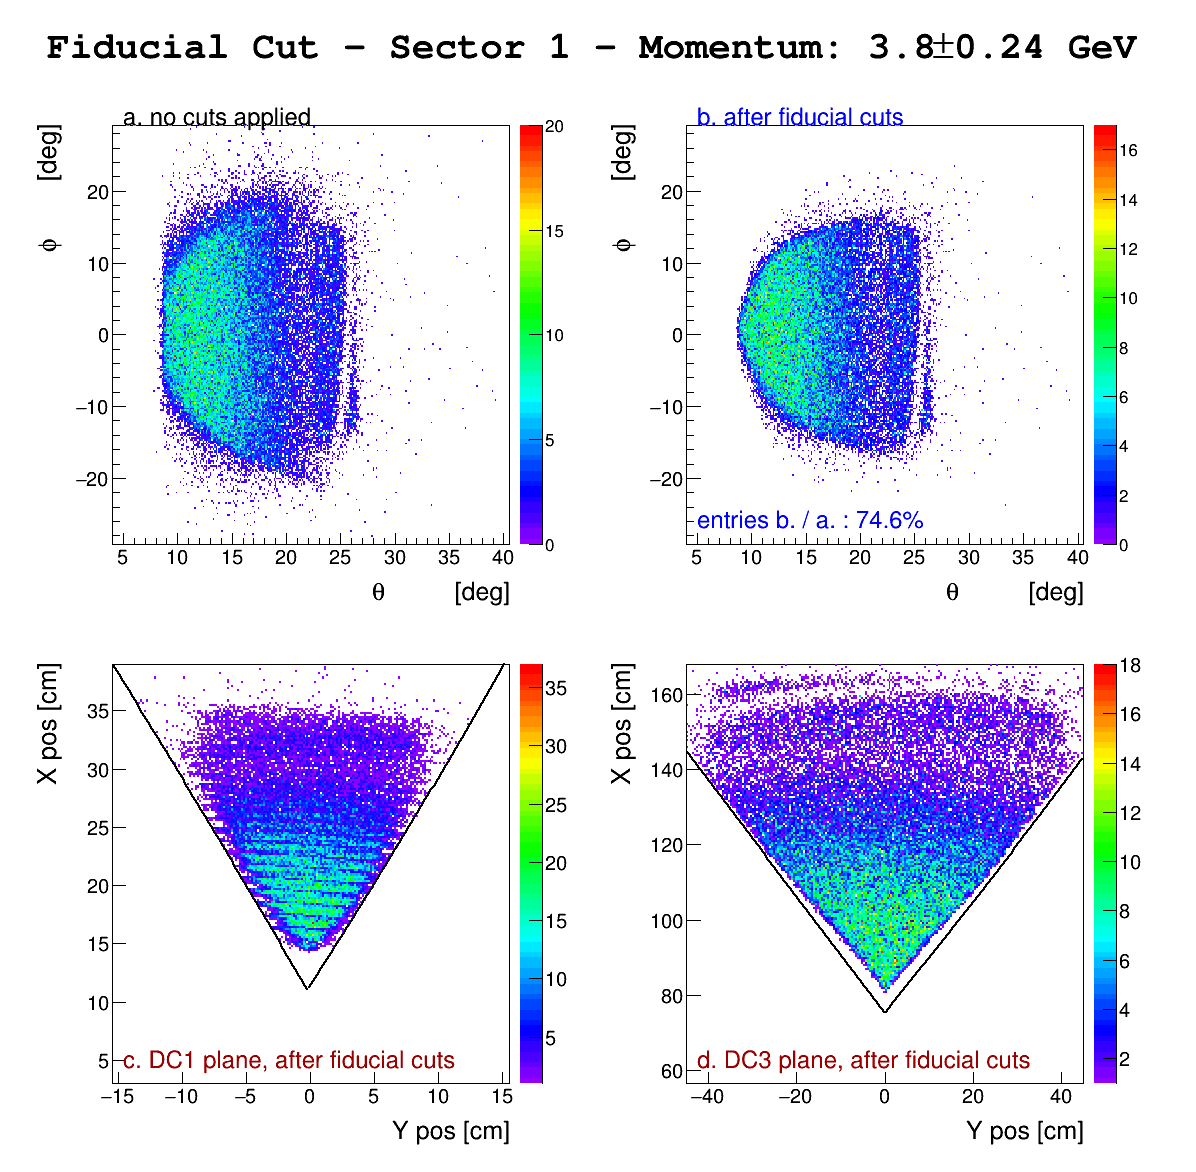 Fiducial Cut - Sector 1 - Momentum: 3.8±0.24 GeV
a. no cuts applied
ϕ [deg]
20
10
0
−10
−20
5 10 15 20 25 30 35 40
θ [deg]
20
15
10
5
0
b. after fiducial cuts
ϕ [deg]
20
10
0
−10
−20
entries b. / a. : 74.6%
5 10 15 20 25 30 35 40
θ [deg]
16
14
12
10
8
6
4
2
0
X pos [cm]
35
30
25
20
15
10
5
c. DC1 plane, after fiducial cuts
−15 −10 −5 0 5 10 15
Y pos [cm]
35
30
25
20
15
10
5
X pos [cm]
160
140
120
100
80
60
d. DC3 plane, after fiducial cuts
−40 −20 0 20 40
Y pos [cm]
18
16
14
12
10
8
6
4
2